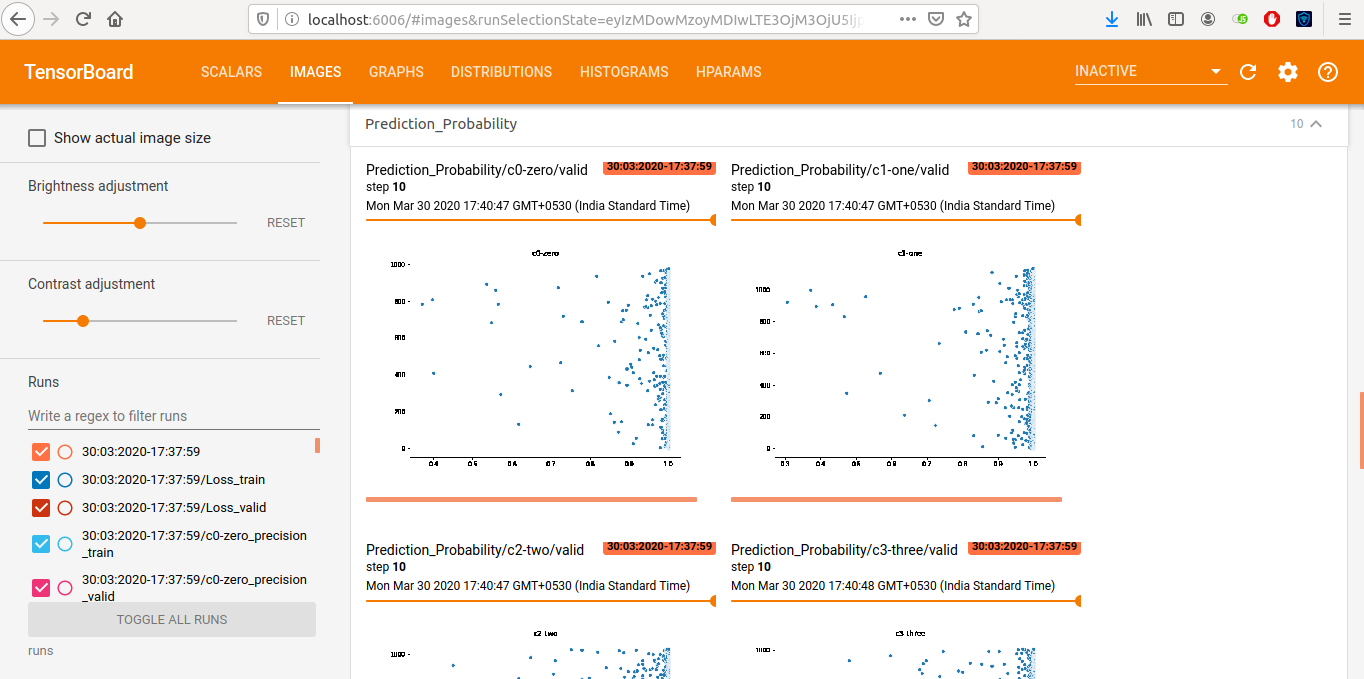 localhost:6006/#images&runSelectionState=eyIzMDowMzoyMDIwLTE3OjM3OjU5Ijp
TensorBoard
SCALARS IMAGES GRAPHS DISTRIBUTIONS HISTOGRAMS HPARAMS INACTIVE
Show actual image size
Brightness adjustment
RESET
Contrast adjustment
RESET
Runs
Write a regex to filter runs
30:03:2020-17:37:59
30:03:2020-17:37:59/Loss_train
30:03:2020-17:37:59/Loss_valid
30:03:2020-17:37:59/c0-zero_precision
_train
30:03:2020-17:37:59/c0-zero_precision
_valid
TOGGLE ALL RUNS
runs
Prediction_Probability 10
Prediction_Probability/c0-zero/valid 30:03:2020-17:37:59
step 10
Mon Mar 30 2020 17:40:47 GMT+0530 (India Standard Time)
c0-zero
1000
800
600
400
200
0
0.4 0.5 0.6 0.7 0.8 0.9 1.0
Prediction_Probability/c1-one/valid 30:03:2020-17:37:59
step 10
Mon Mar 30 2020 17:40:47 GMT+0530 (India Standard Time)
c1-one
1000
800
600
400
200
0
0.3 0.4 0.5 0.6 0.7 0.8 0.9 1.0
Prediction_Probability/c2-two/valid 30:03:2020-17:37:59
step 10
Mon Mar 30 2020 17:40:47 GMT+0530 (India Standard Time)
c2-two
1000
Prediction_Probability/c3-three/valid 30:03:2020-17:37:59
step 10
Mon Mar 30 2020 17:40:48 GMT+0530 (India Standard Time)
c3-three
1000